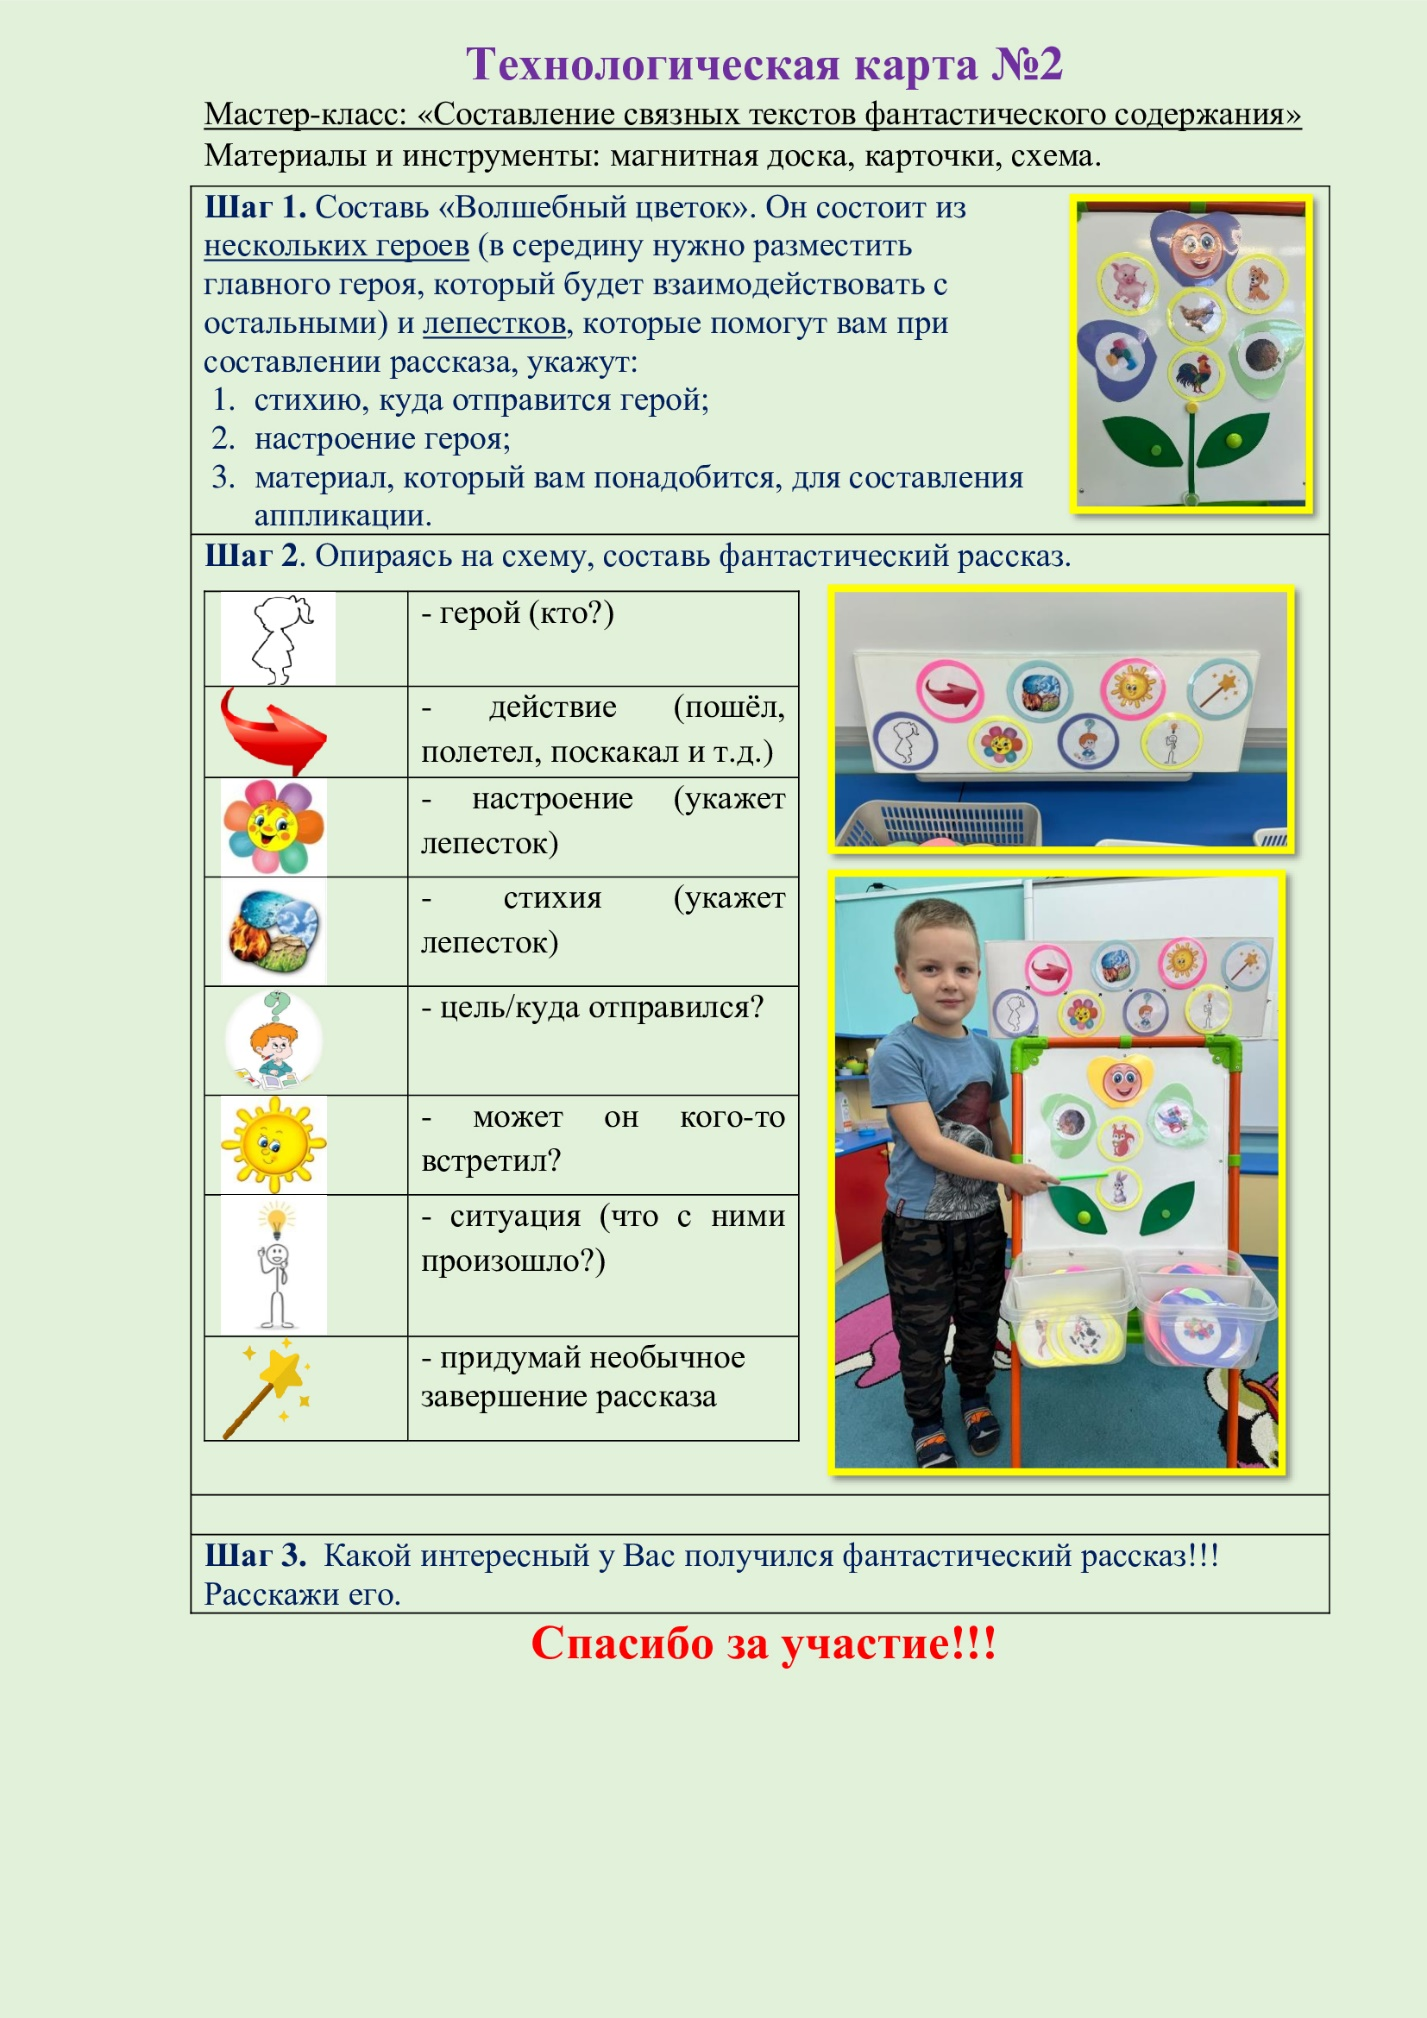 Технологическая карта №2
Мастер-класс: «Составление связных текстов фантастического содержания»
Материалы и инструменты: магнитная доска, карточки, схема.
Шаг 1. Составь «Волшебный цветок». Он состоит из
нескольких героев (в середину нужно разместить
главного героя, который будет взаимодействовать с
остальными) и лепестков, которые помогут вам при
составлении рассказа, укажут:
1. стихию, куда отправится герой;
2. настроение героя;
3. материал, который вам понадобится, для составления
аппликации.
Шаг 2. Опираясь на схему, составь фантастический рассказ.
- герой (кто?)
- действие (пошёл,
полетел, поскакал и т.д.)
- настроение (укажет
лепесток)
- стихия (укажет
лепесток)
- цель/куда отправился?
- может он кого-то
встретил?
- ситуация (что с ними
произошло?)
- придумай необычное
завершение рассказа
Шаг 3. Какой интересный у Вас получился фантастический рассказ!!!
Расскажи его.
Спасибо за участие!!!